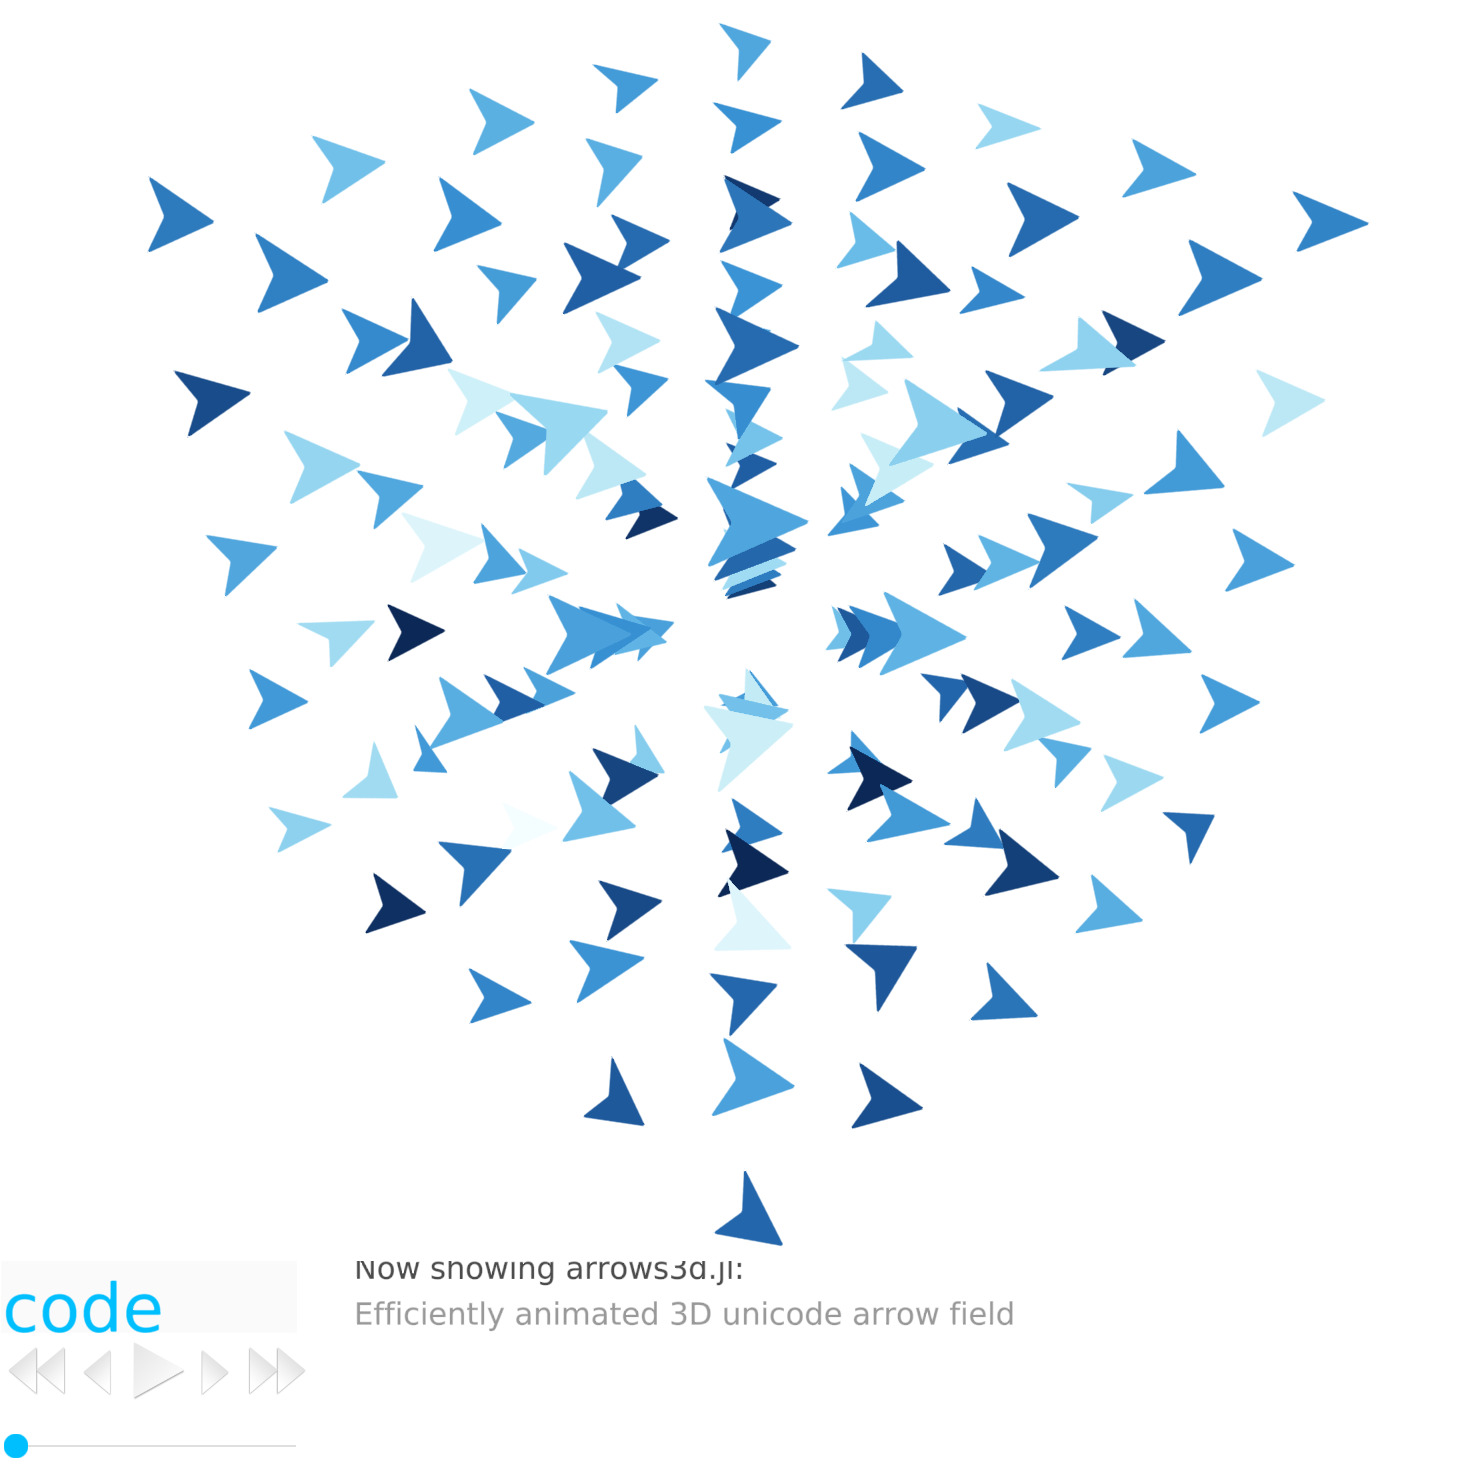 Now showing arrows3d.jl:
code
Efficiently animated 3D unicode arrow field